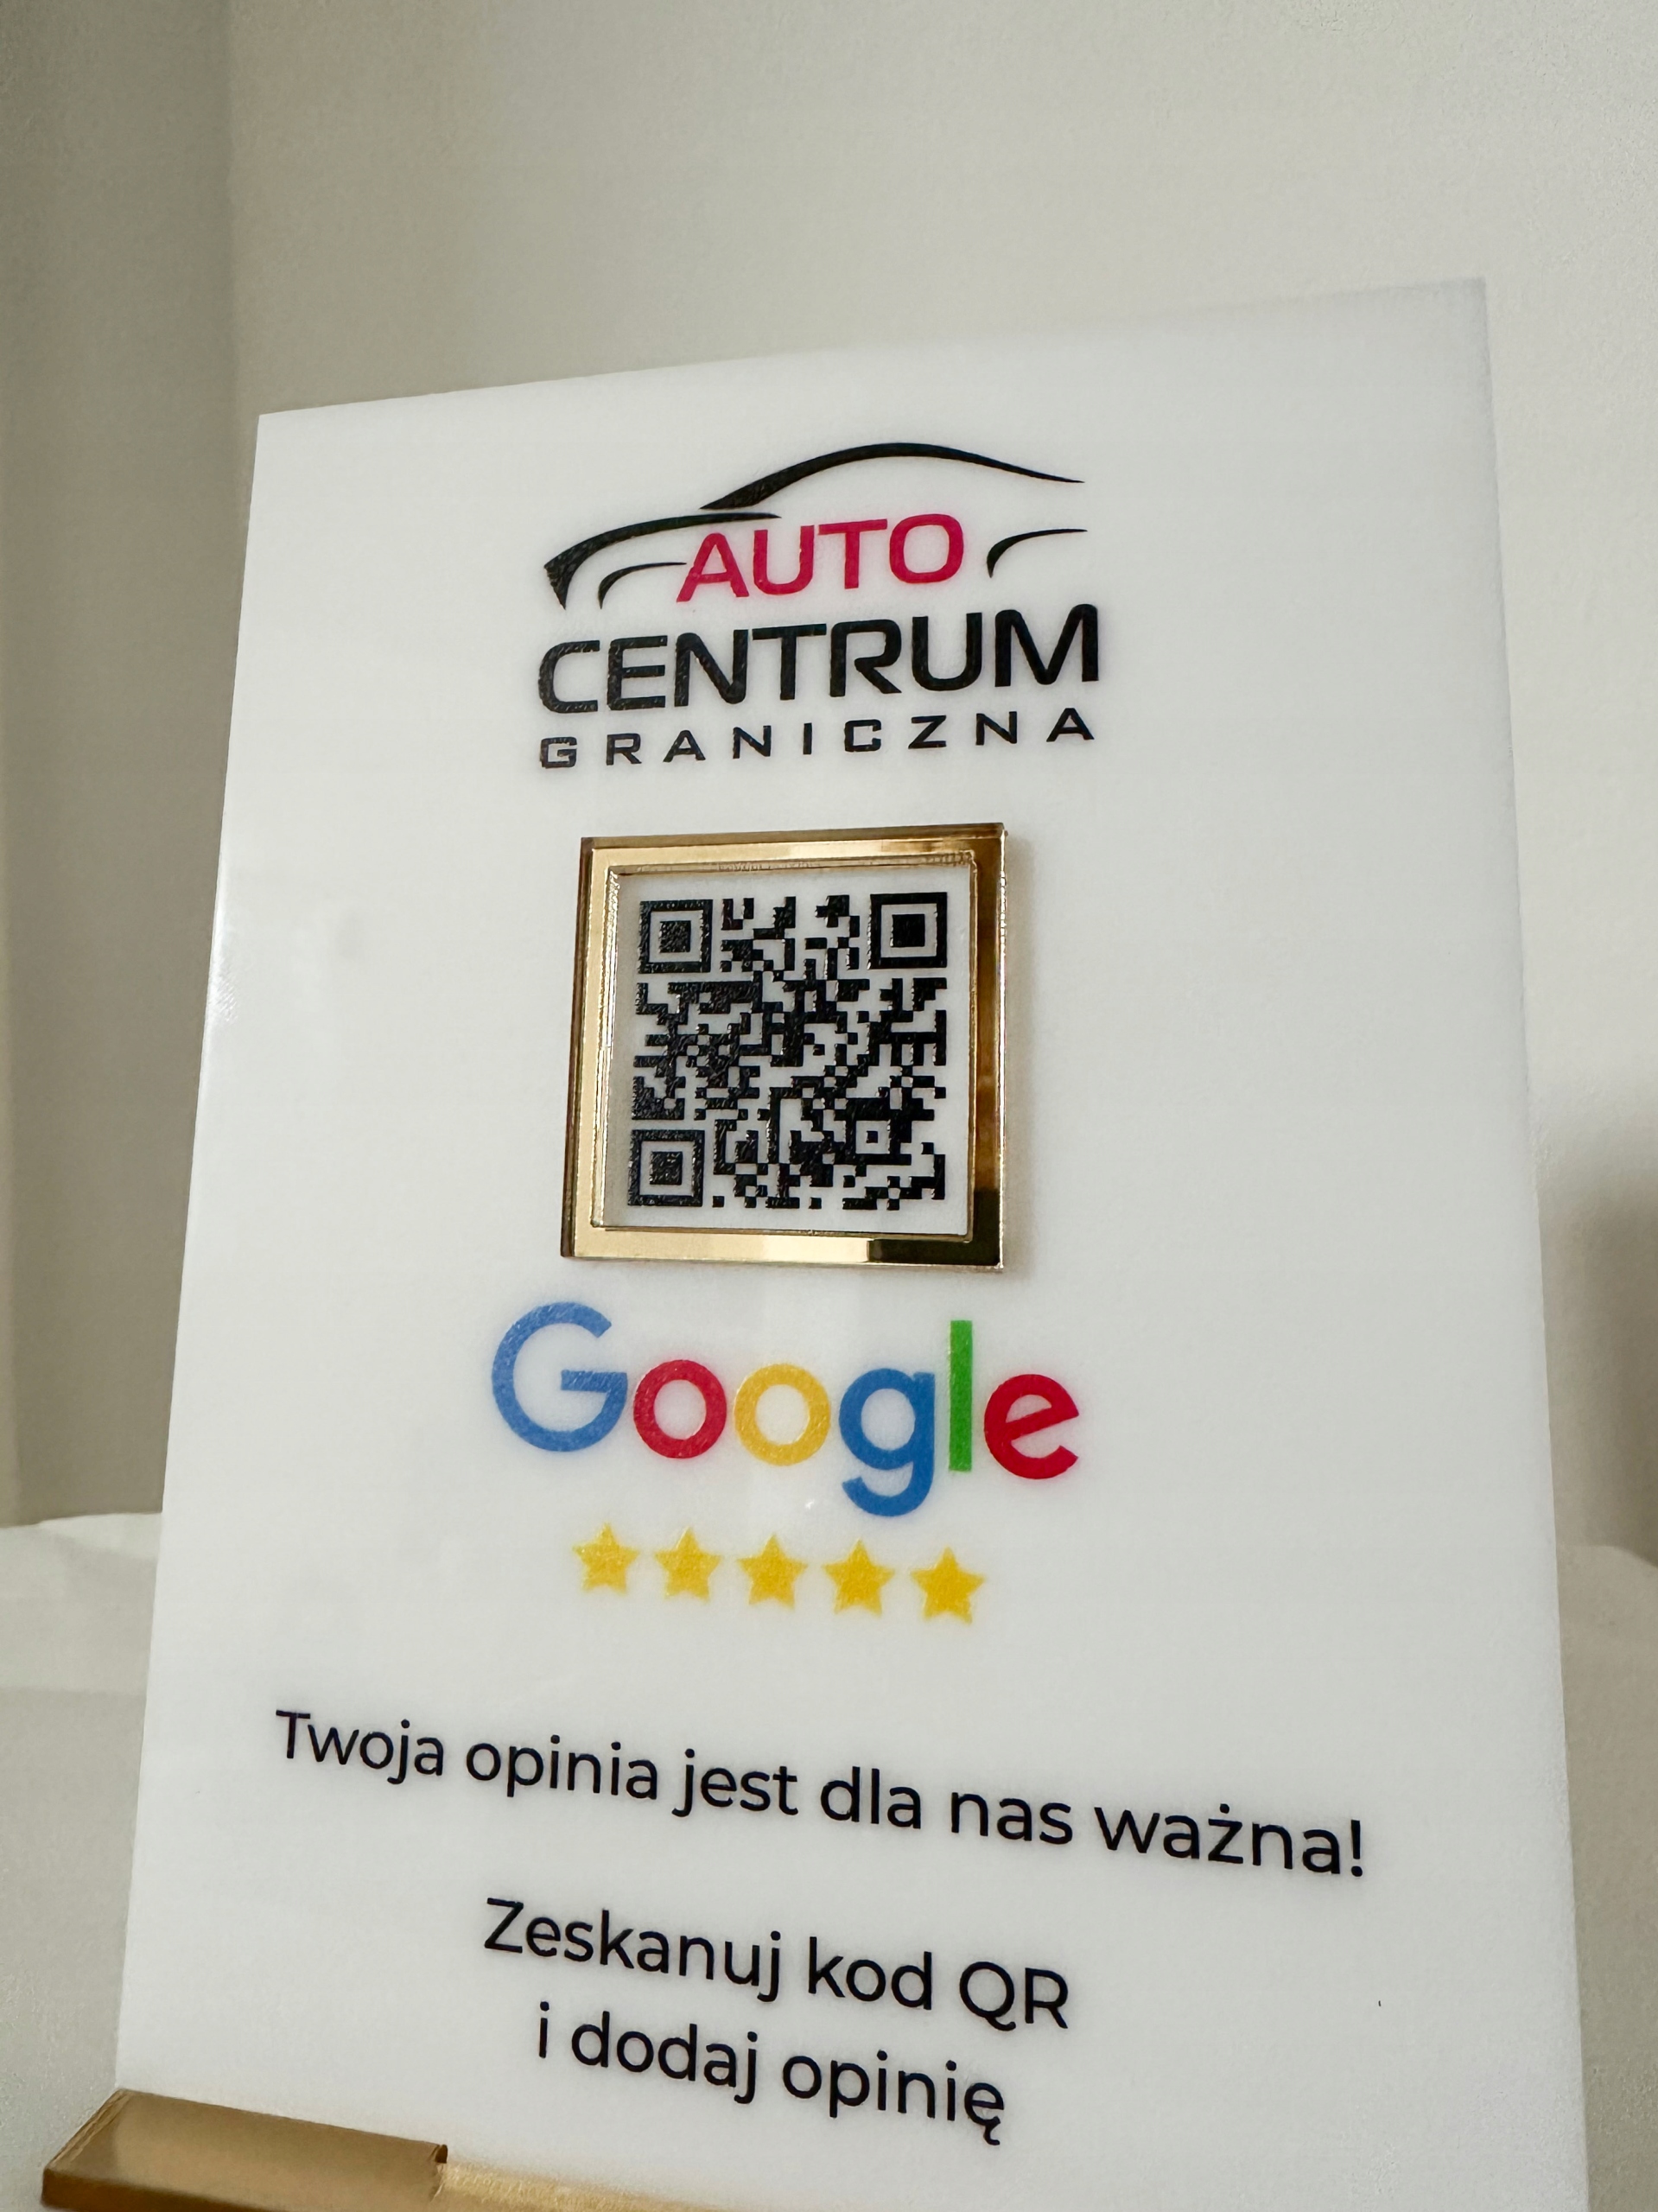 AUTO
CENTRUM
GRANICZNA
Google
Twoja opinia jest dla nas ważna!
Zeskanuj kod QR
i dodaj opinię